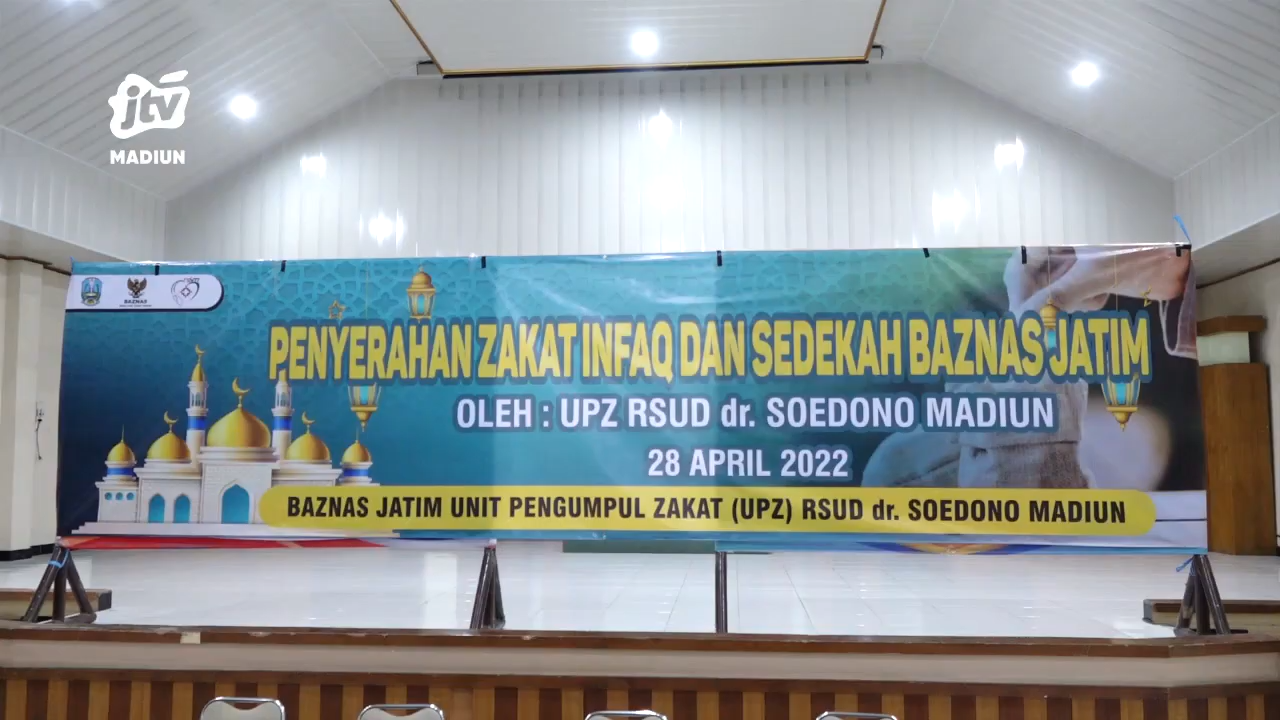 jtv
MADIUN
BAZNAS
PENYERAHAN ZAKAT INFAQ DAN SEDEKAH BAZNAS JATIM
OLEH : UPZ RSUD dr. SOEDONO MADIUN
28 APRIL 2022
BAZNAS JATIM UNIT PENGUMPUL ZAKAT (UPZ) RSUD dr. SOEDONO MADIUN